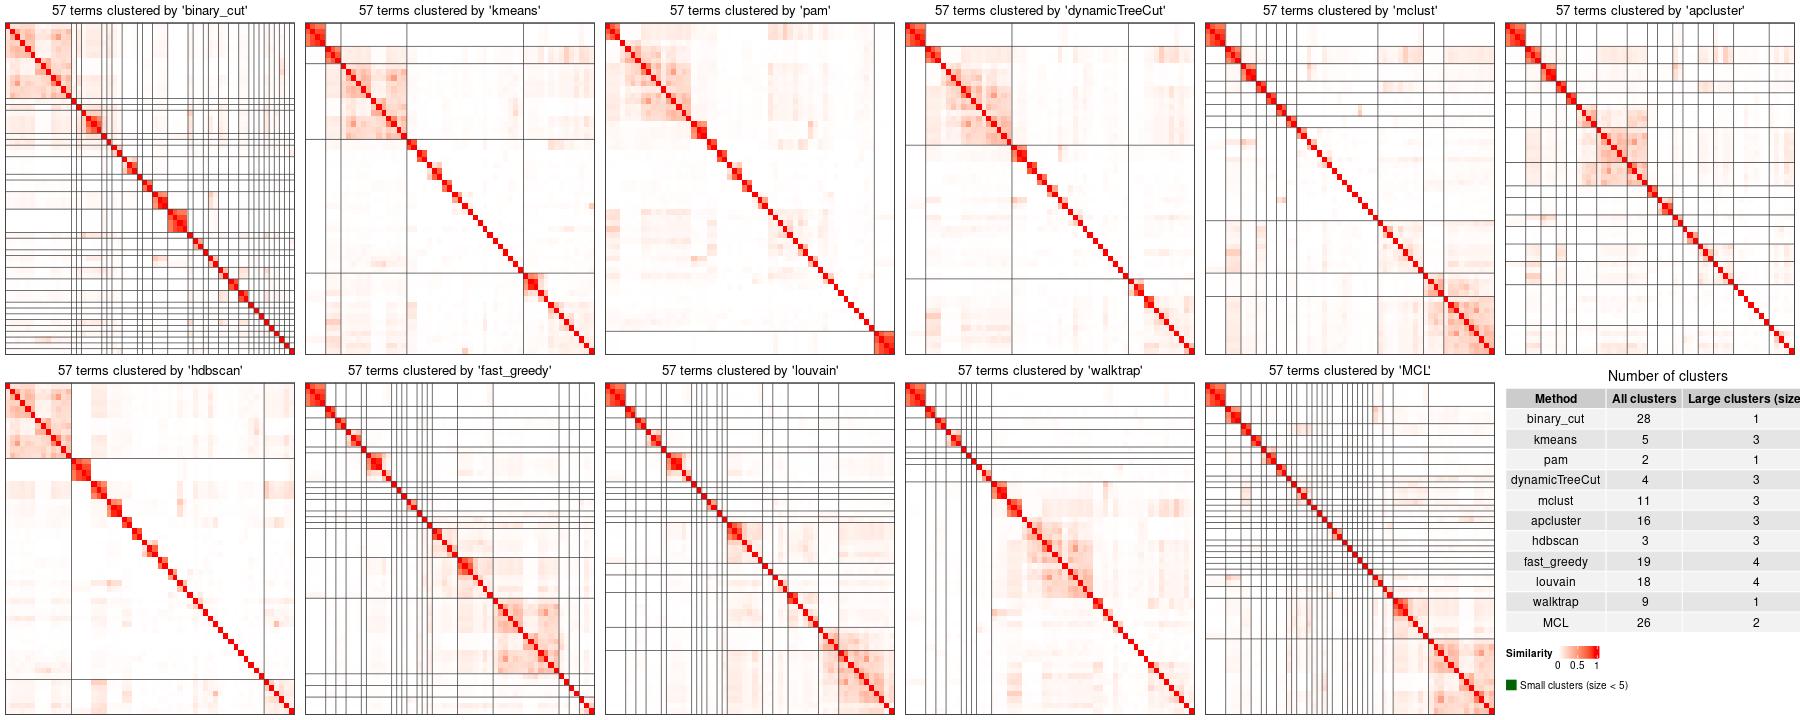 57 terms clustered by 'binary_cut'
57 terms clustered by 'kmeans'
57 terms clustered by 'pam'
57 terms clustered by 'dynamicTreeCut'
57 terms clustered by 'mclust'
57 terms clustered by 'apcluster'
57 terms clustered by 'hdbscan'
57 terms clustered by 'fast_greedy'
57 terms clustered by 'louvain'
57 terms clustered by 'walktrap'
57 terms clustered by 'MCL'
Number of clusters
Method All clusters Large clusters (size
binary_cut 28 1
kmeans 5 3
pam 2 1
dynamicTreeCut 4 3
mclust 11 3
apcluster 16 3
hdbscan 3 3
fast_greedy 19 4
louvain 18 4
walktrap 9 1
MCL 26 2
Similarity
0 0.5 1
Small clusters (size < 5)